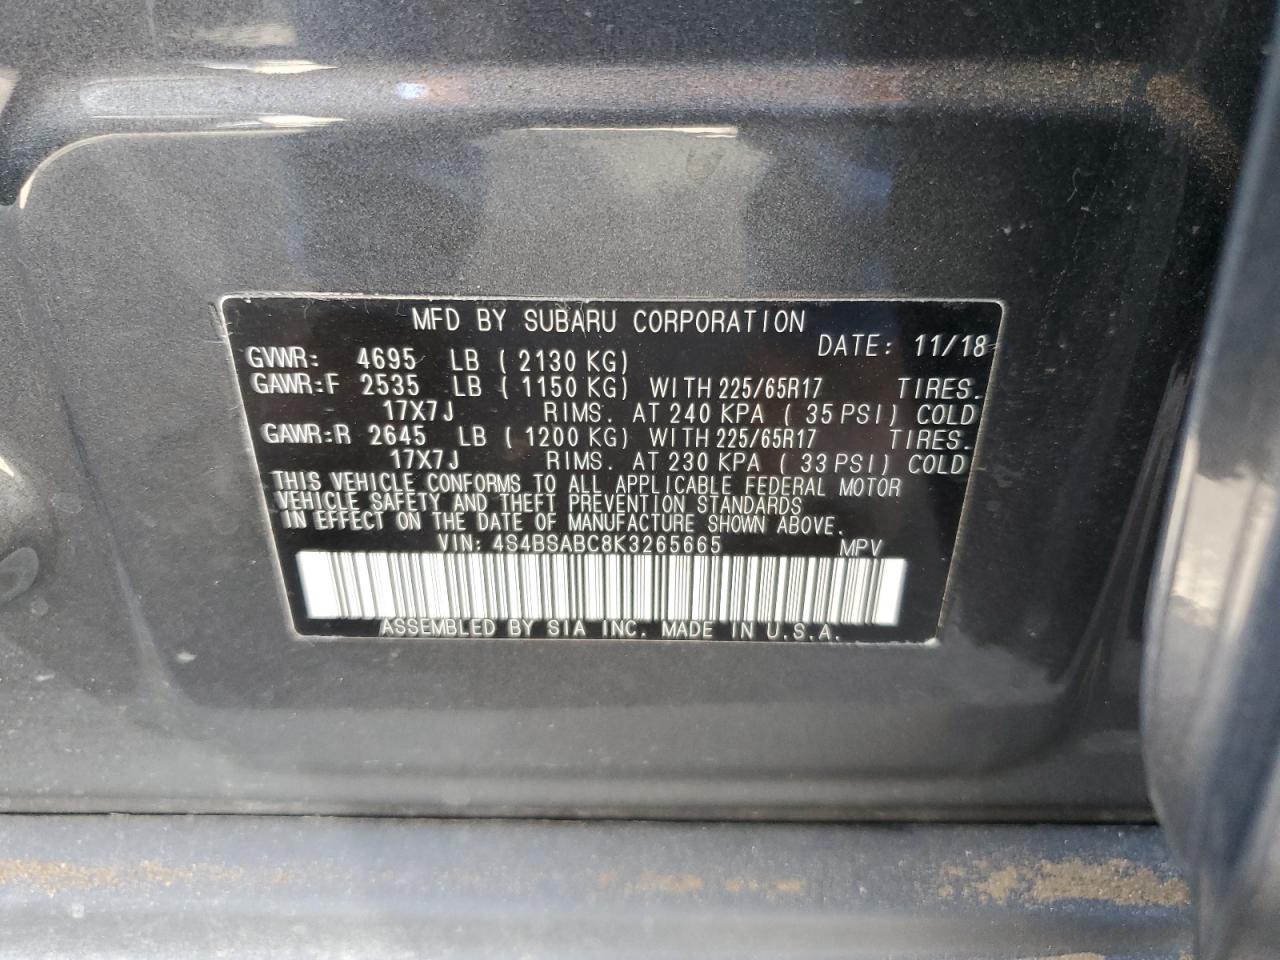 MFD BY SUBARU CORPORATION
DATE: 11/18
GVWR: 4695 LB ( 2130 KG)
GAWR:F 2535 LB ( 1150 KG) WITH 225/65R17 TIRES.
17X7J RIMS. AT 240 KPA ( 35 PSI) COLD
GAWR:R 2645 LB ( 1200 KG) WITH 225/65R17 TIRES.
17X7J RIMS. AT 230 KPA ( 33 PSI) COLD
THIS VEHICLE CONFORMS TO ALL APPLICABLE FEDERAL MOTOR
VEHICLE SAFETY AND THEFT PREVENTION STANDARDS
IN EFFECT ON THE DATE OF MANUFACTURE SHOWN ABOVE.
VIN: 4S4BSABC8K3265665 MPV
ASSEMBLED BY SIA INC. MADE IN U.S.A.